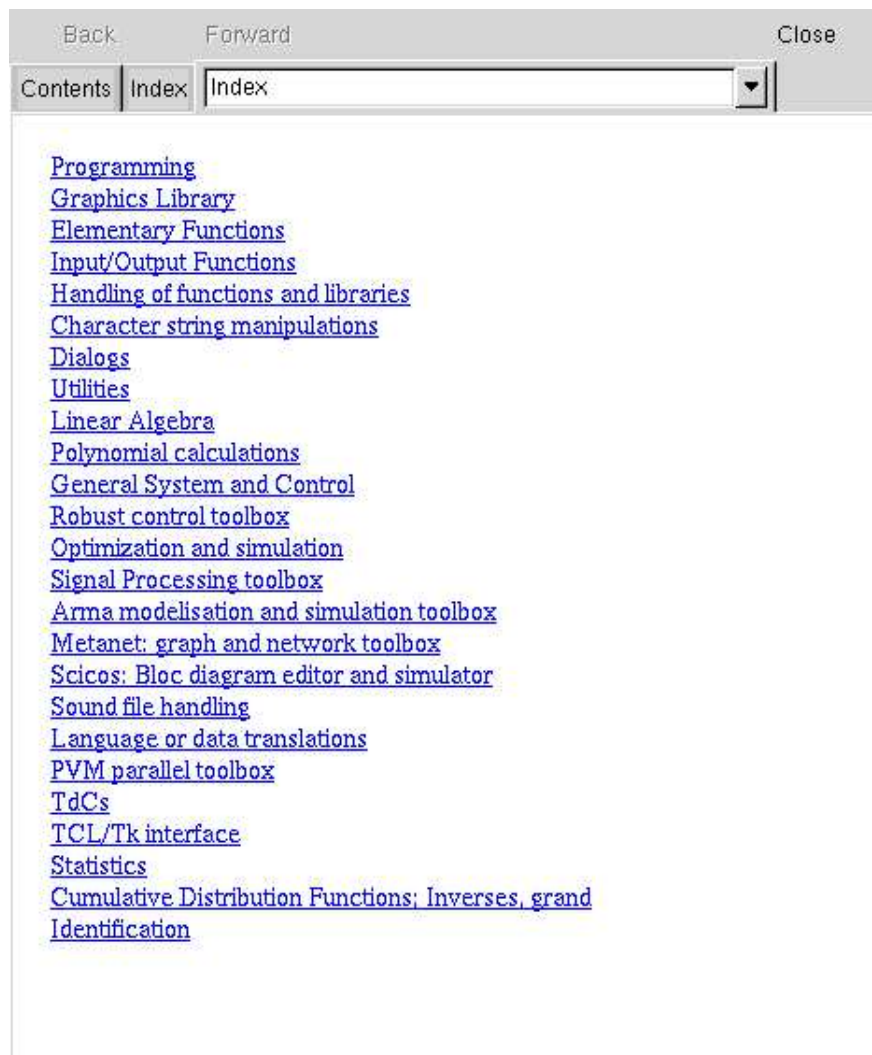 Back Forward Close
Contents Index Index
Programming
Graphics Library
Elementary Functions
Input/Output Functions
Handling of functions and libraries
Character string manipulations
Dialogs
Utilities
Linear Algebra
Polynomial calculations
General System and Control
Robust control toolbox
Optimization and simulation
Signal Processing toolbox
Arma modelisation and simulation toolbox
Metanet: graph and network toolbox
Scicos: Bloc diagram editor and simulator
Sound file handling
Language or data translations
PVM parallel toolbox
TdCs
TCL/Tk interface
Statistics
Cumulative Distribution Functions; Inverses, grand
Identification